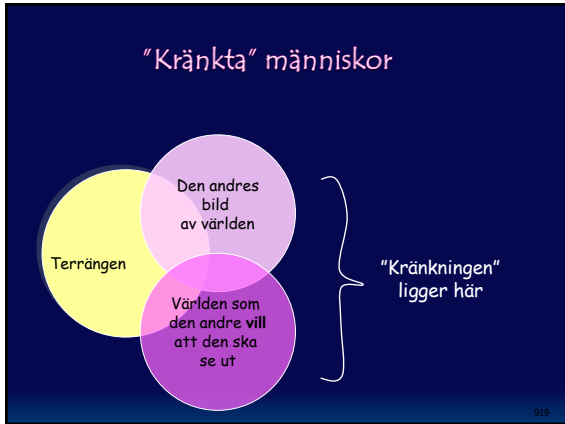 "Kränkta" människor
Den andres
bild
av världen
Terrängen
"Kränkningen"
ligger här
Världen som
den andre vill
att den ska
se ut
919